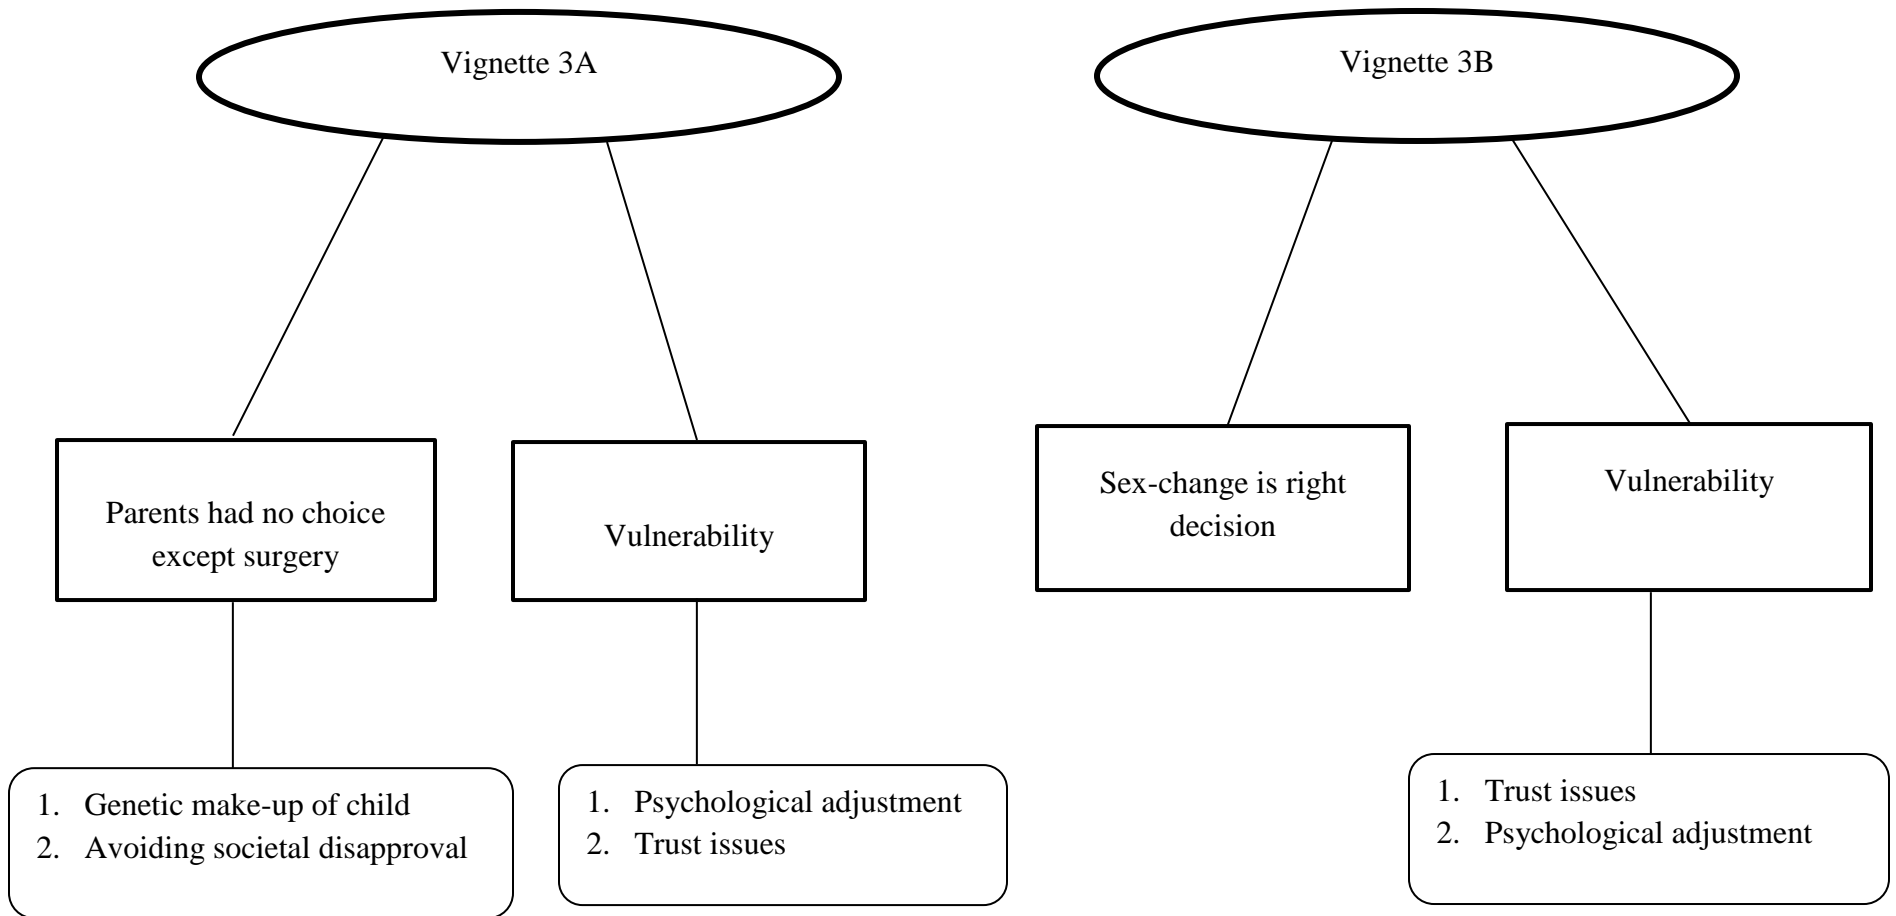 Vignette 3A
Vignette 3B
Parents had no choice
except surgery
Vulnerability
Sex-change is right
decision
Vulnerability
1. Genetic make-up of child
2. Avoiding societal disapproval
1. Psychological adjustment
2. Trust issues
1. Trust issues
2. Psychological adjustment